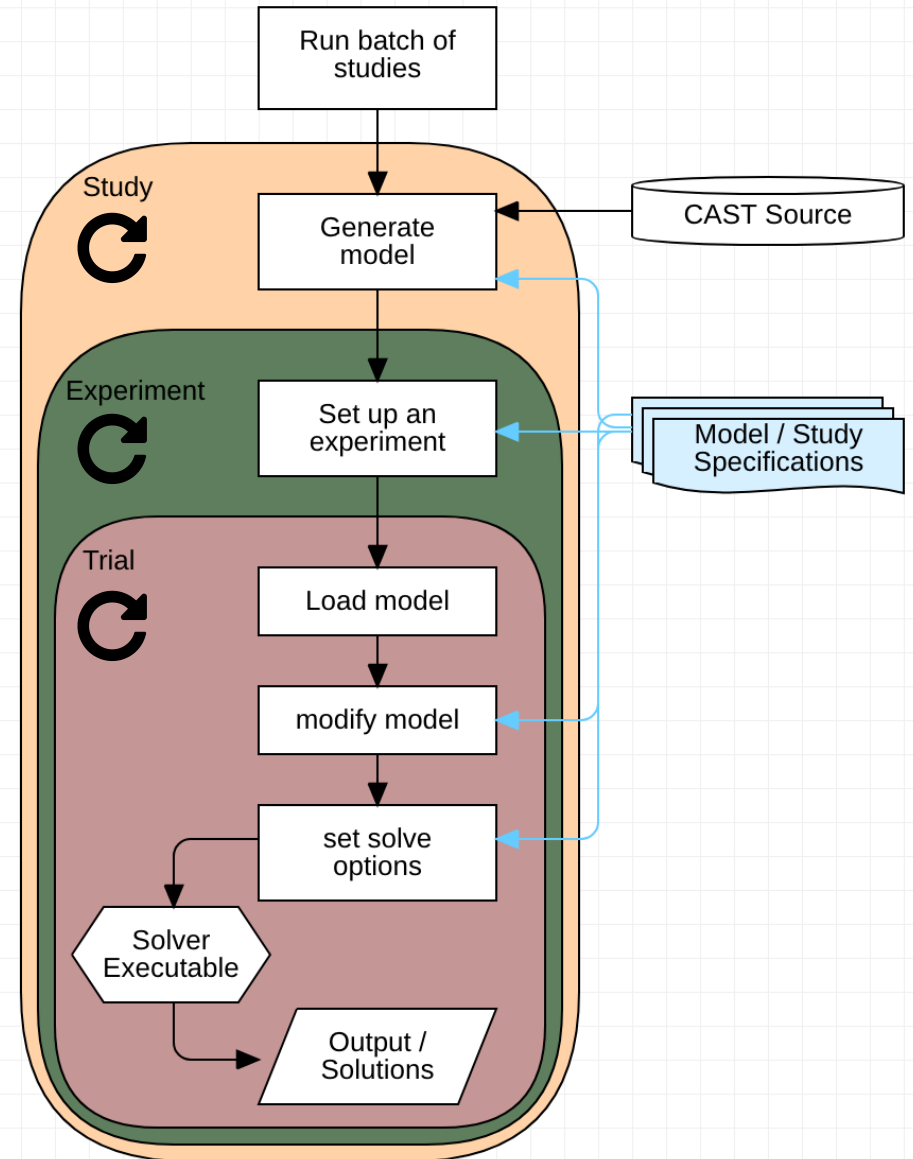 Run batch of
studies
Study
Generate
model
CAST Source
Experiment
Set up an
experiment
Model / Study
Specifications
Trial
Load model
modify model
set solve
options
Solver
Executable
Output /
Solutions